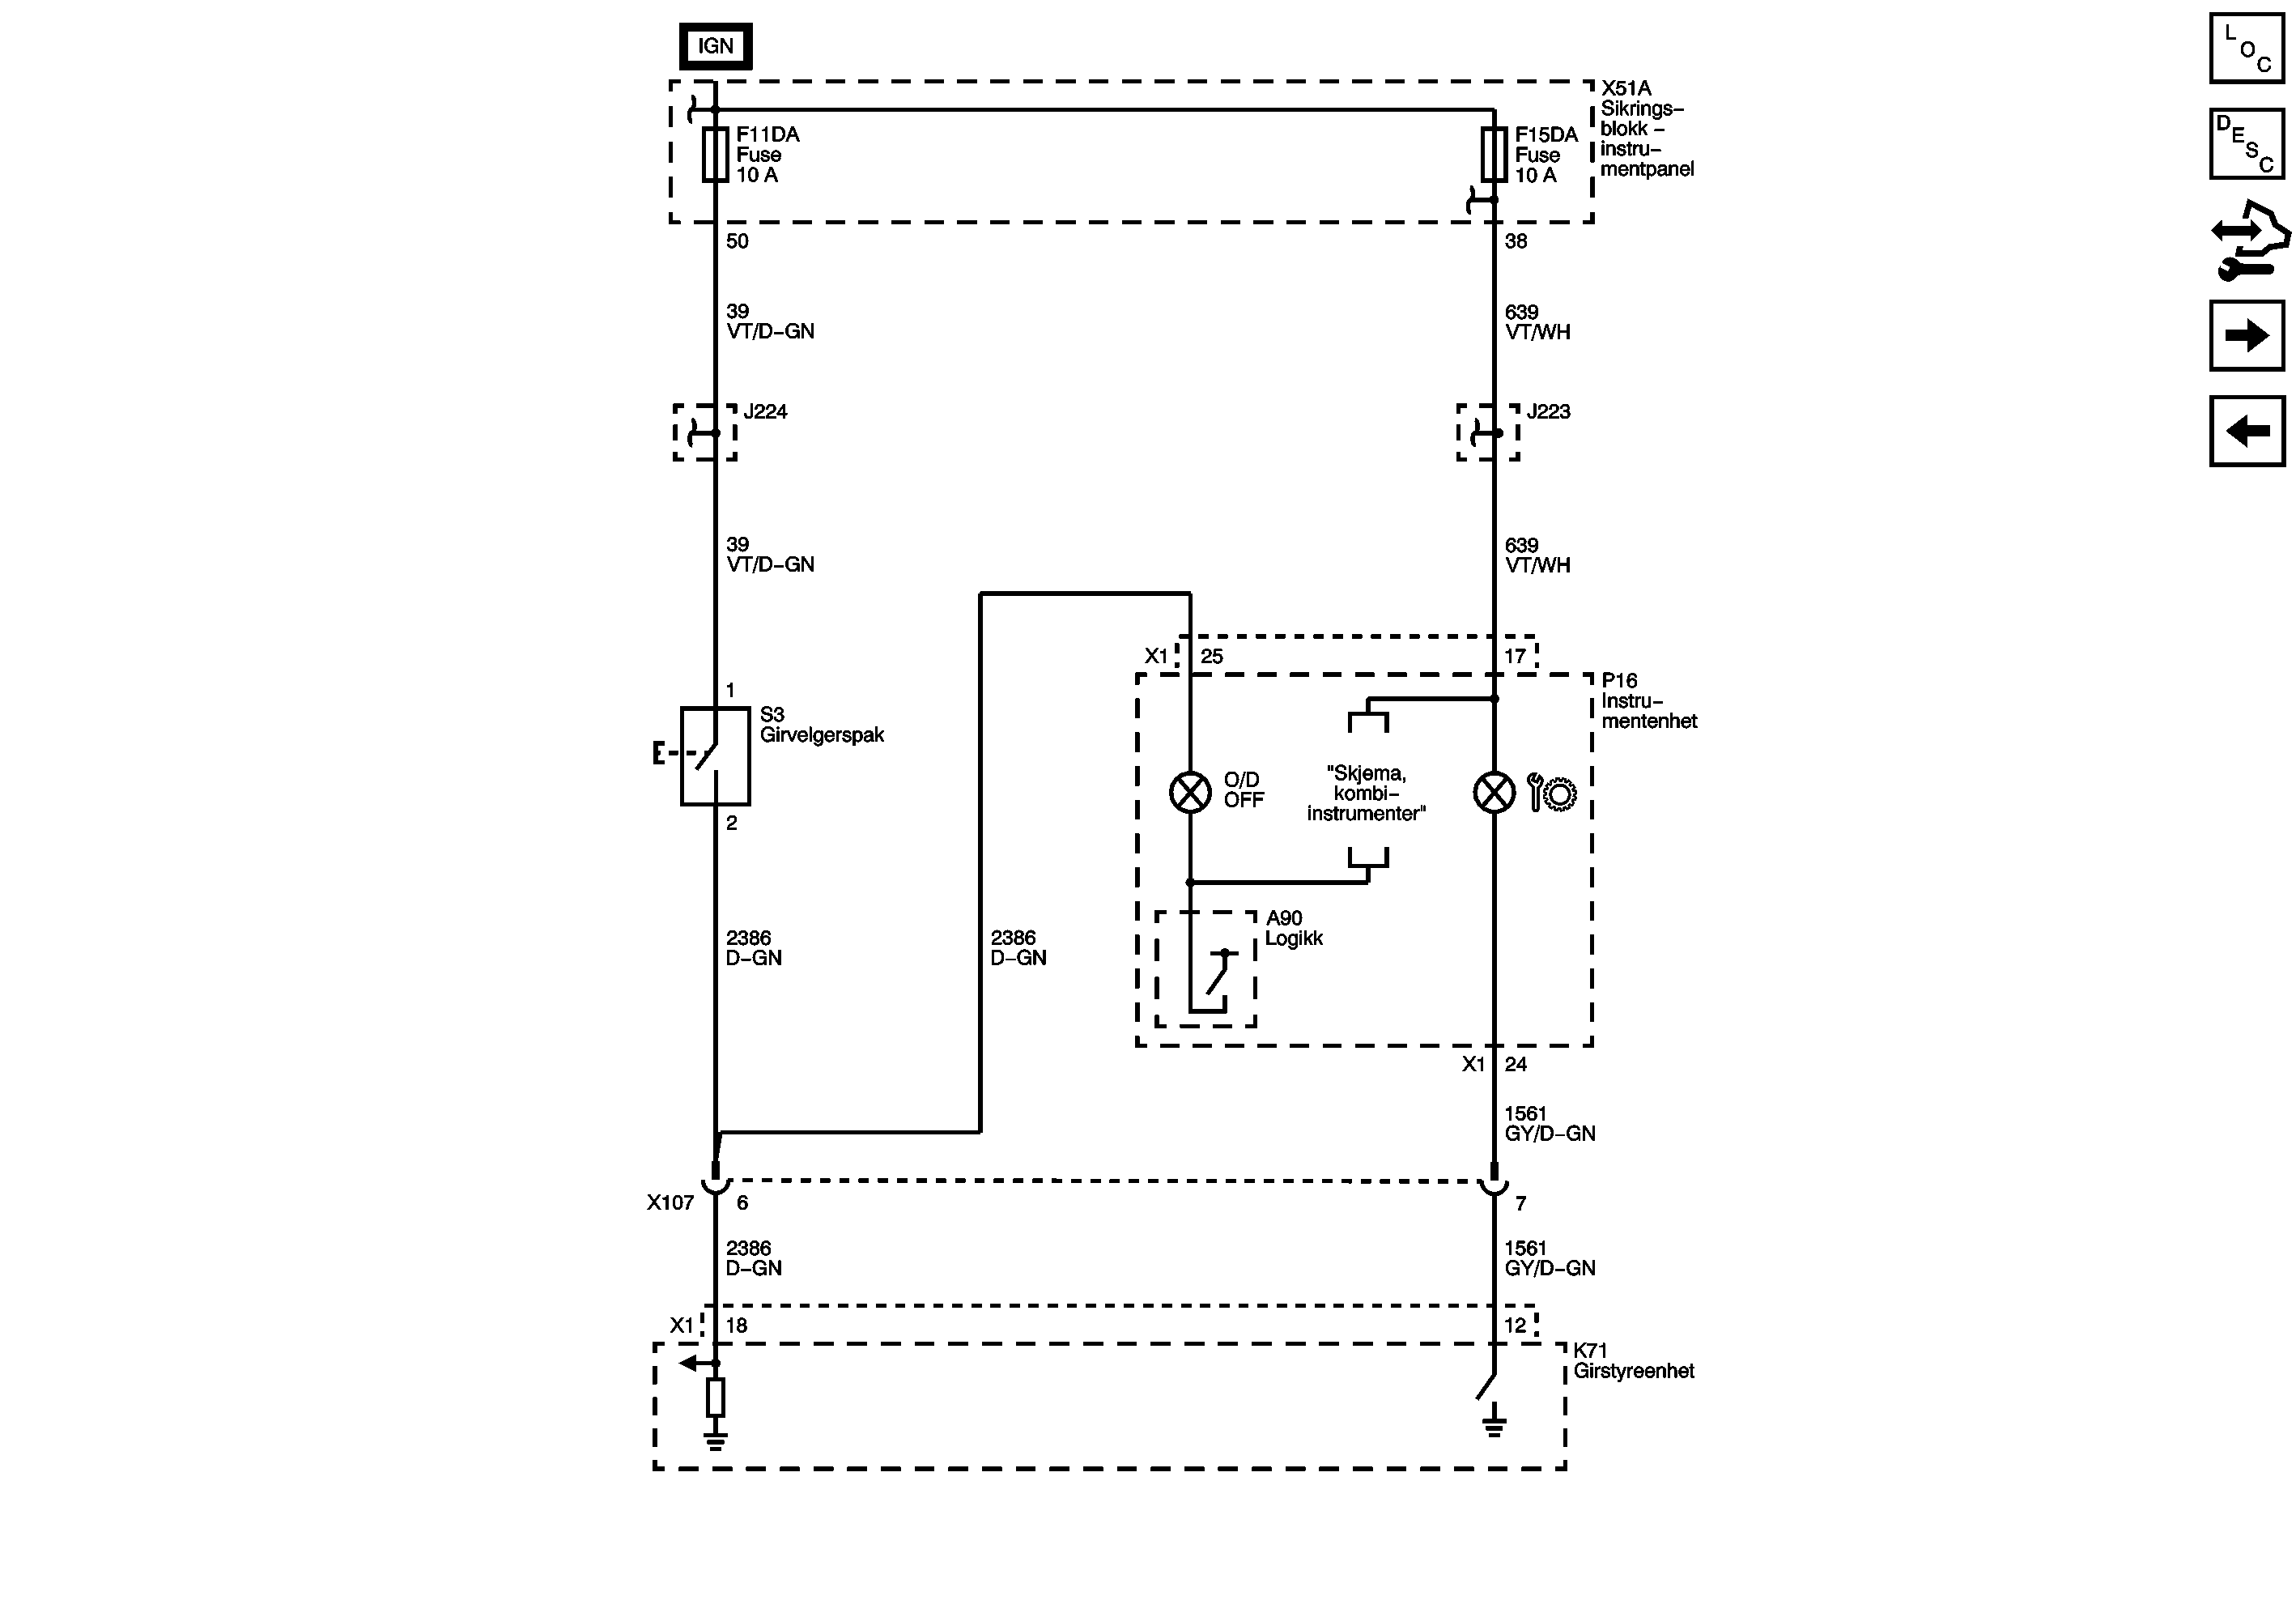 IGN
X51A
Sikrings–
blokk –
instru–
mentpanel
F11DA
Fuse
10 A
F15DA
Fuse
10 A
50
38
39
VT/D–GN
639
VT/WH
J224
J223
39
VT/D–GN
639
VT/WH
X1
25
17
P16
Instru–
mentenhet
1
S3
Girvelgerspak
2
O/D
OFF
"Skjema,
kombi–
instrumenter"
A90
Logikk
2386
D–GN
2386
D–GN
X1
24
1561
GY/D–GN
X107
6
7
2386
D–GN
1561
GY/D–GN
X1
18
12
K71
Girstyreenhet
LOC
DESC